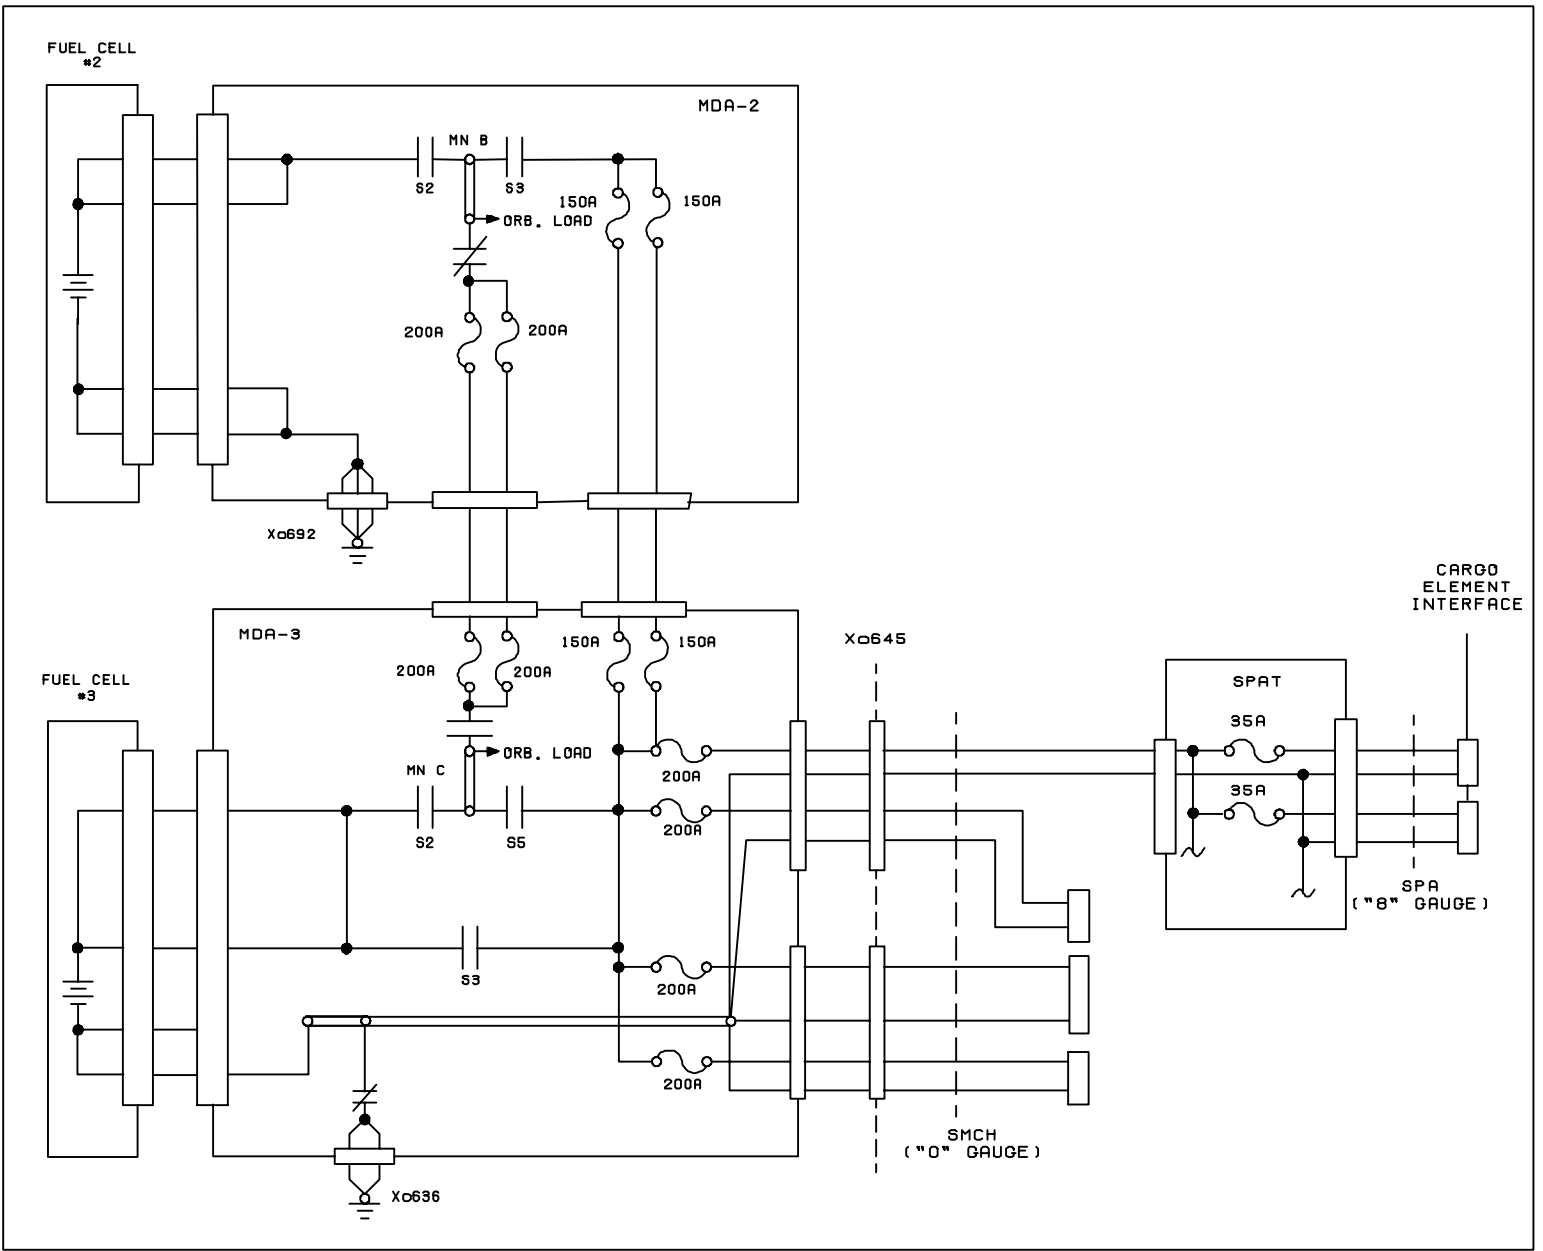 FUEL CELL
#2
MDA-2
MN B
S2
S3
150A
150A
ORB. LOAD
200A
200A
Xo692
CARGO
ELEMENT
INTERFACE
MDA-3
Xo645
200A
200A
150A
150A
FUEL CELL
#3
SPAT
35A
ORB. LOAD
MN C
200A
35A
S2
S5
200A
SPA
("8" GAUGE)
S3
200A
200A
SMCH
("0" GAUGE)
Xo636